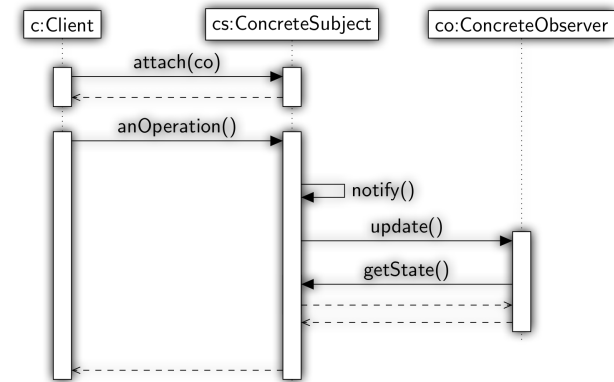 c:Client
cs:ConcreteSubject
co:ConcreteObserver
attach(co)
anOperation()
notify()
update()
getState()